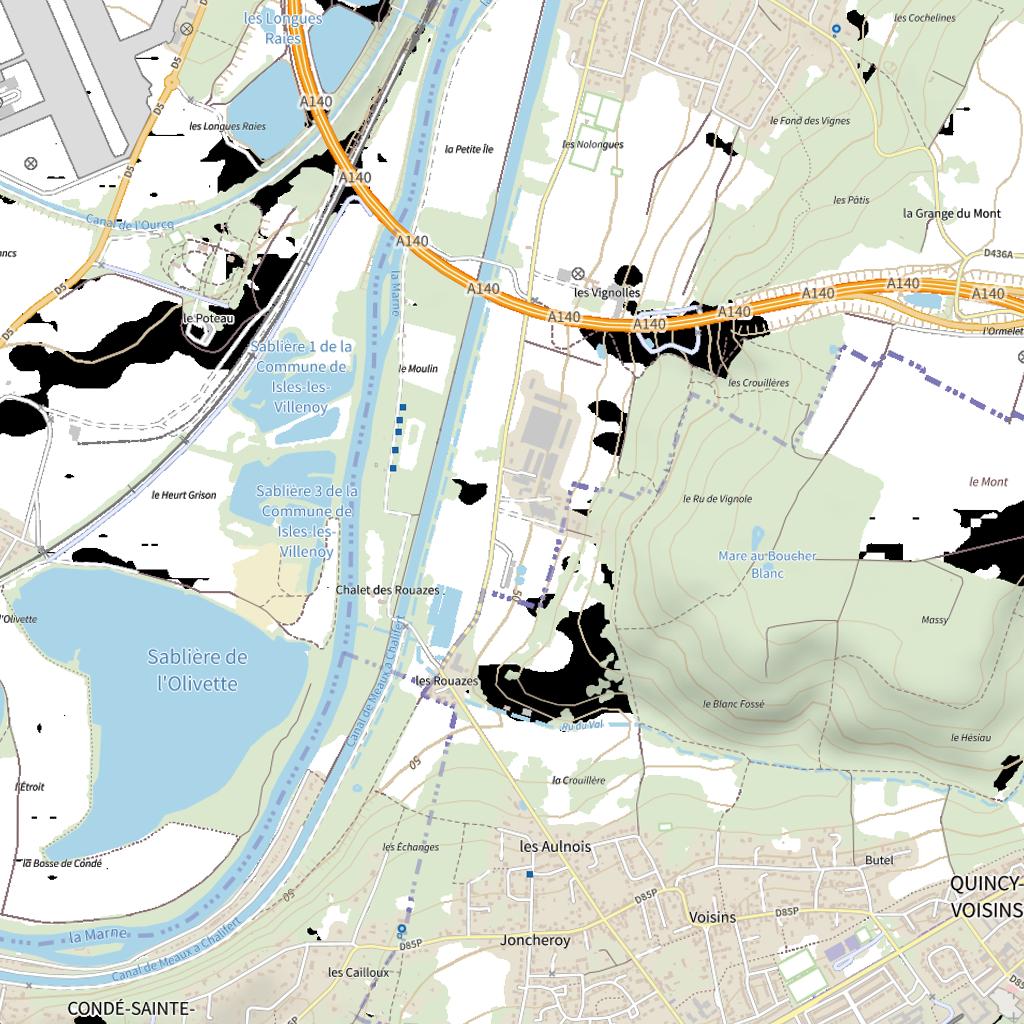 les Longues
Raies
D5
les Cochelines
A140
les Longues Raies
D5
le Fond des Vignes
les Nolongues
la Petite Île
A140
les Pâtis
la Grange du Mont
Canal de l'Ourcq
A140
D436A
D5
la Marne
A140
les Vignolles
A140
A140
A140
A140
A140
A140
le Poteau
l'Ormelet
D5
Sablière 1 de la
Commune de
Isles-les-
Villenoy
le Moulin
les Crouillères
le Mont
le Heurt Grison
Sablière 3 de la
Commune de
Isles-les-
Villenoy
le Ru de Vignole
Mare au Boucher
Blanc
Chalet des Rouazes
50
l'Olivette
Massy
Sablière de
l'Olivette
Canal de Meaux à Chalifert
les Rouazes
le Blanc Fossé
Ru du Val
le Hésiau
50
l'Étroit
la Crouillère
les Échanges
les Aulnois
la Bosse de Condé
Butel
QUINCY-
VOISINS
50
D85P
Voisins
D85P
la Marne
Canal de Meaux à Chalifert
D85P
Joncheroy
les Cailloux
CONDÉ-SAINTE-